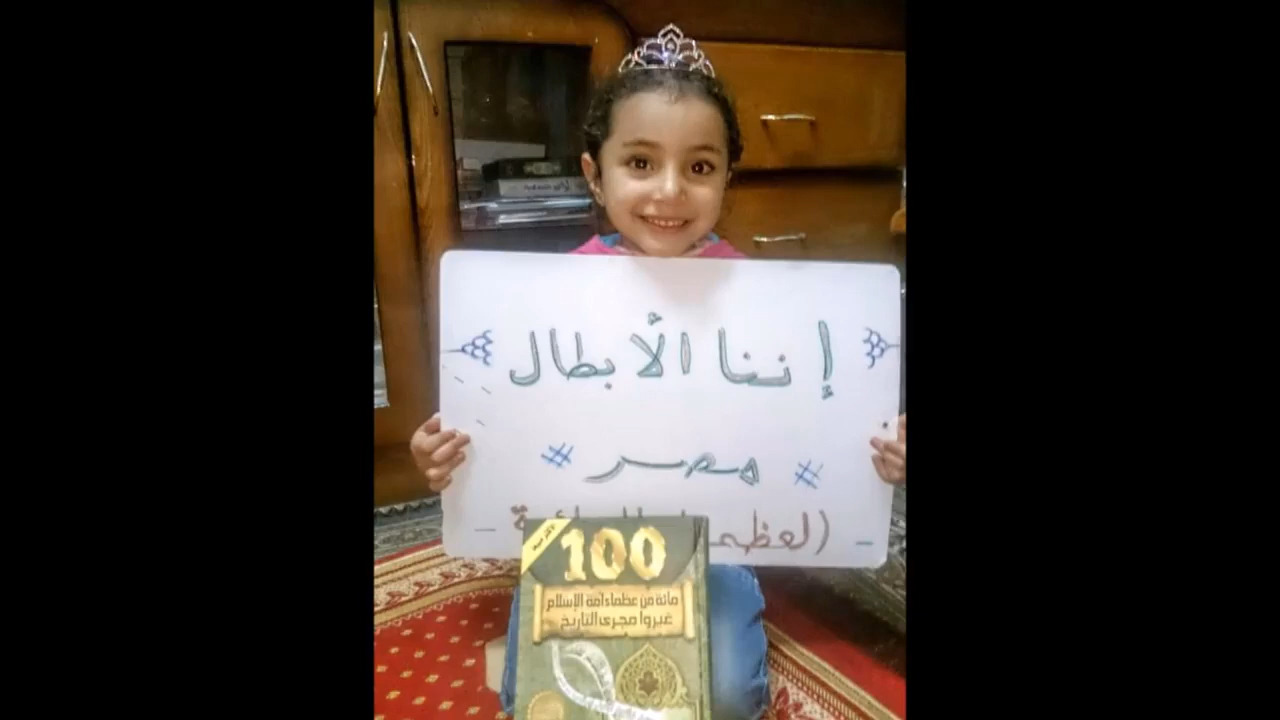 إننا الأبطال
# مصر #
100
مائة من عظماء أمة الإسلام
غيروا مجرى التاريخ